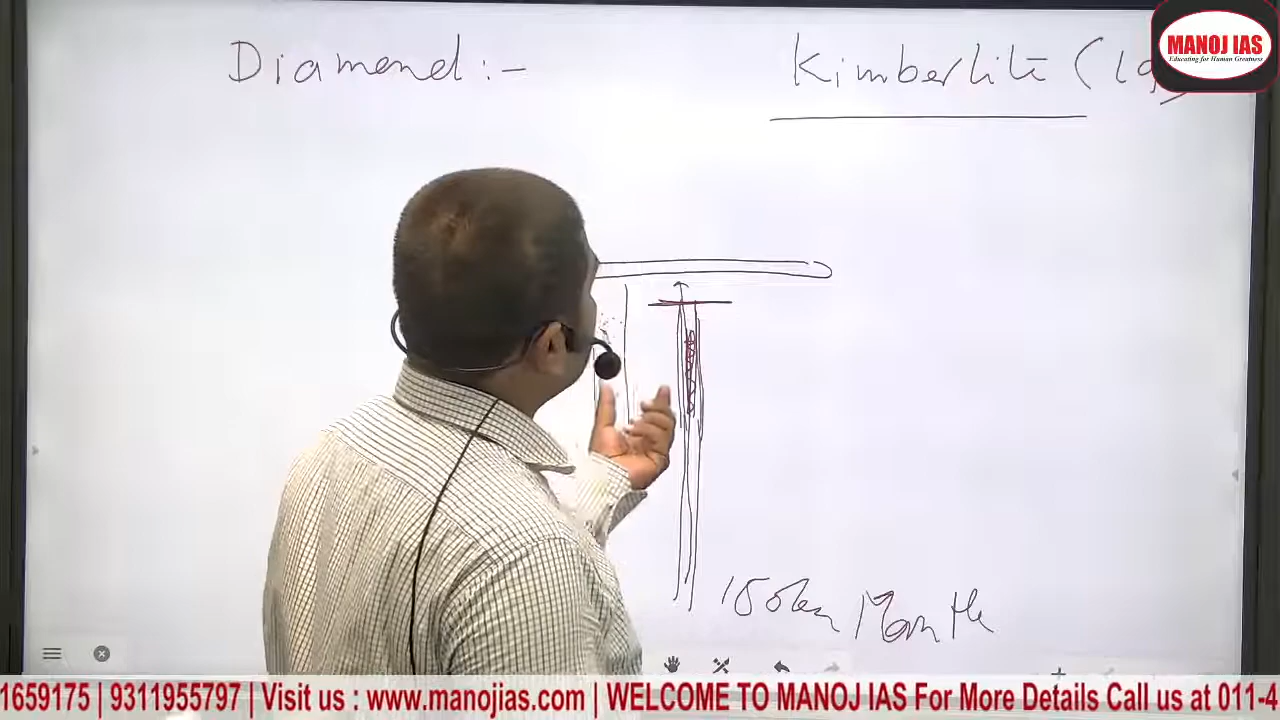 Diamond :-
Kimberlite (
MANOJ IAS
Educating for Human Greatness
150km Mantle
1659175 | 9311955797 | Visit us : www.manojias.com | WELCOME TO MANOJ IAS For More Details Call us at 011-4